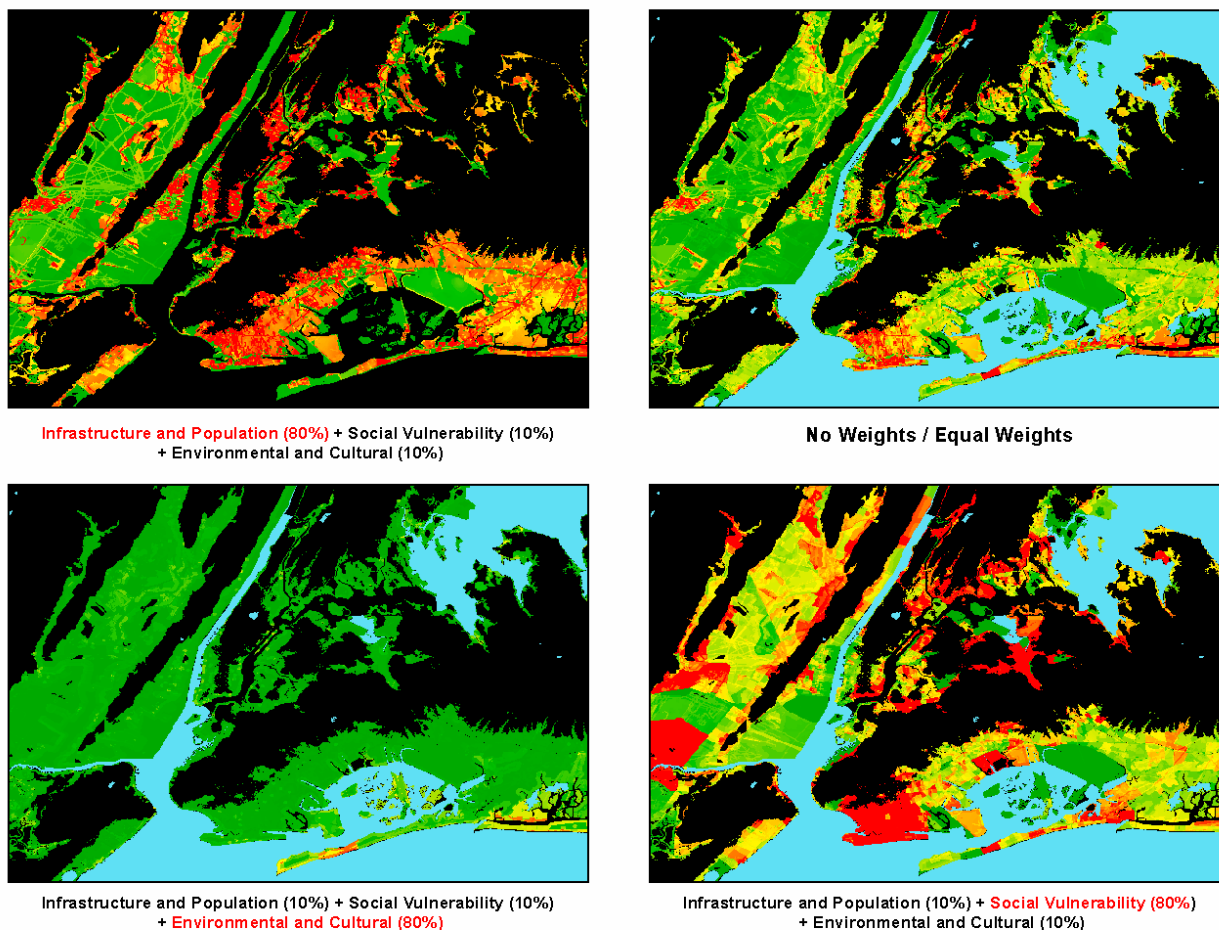 Infrastructure and Population (80%) + Social Vulnerability (10%)
+ Environmental and Cultural (10%)
No Weights / Equal Weights
Infrastructure and Population (10%) + Social Vulnerability (10%)
+ Environmental and Cultural (80%)
Infrastructure and Population (10%) + Social Vulnerability (80%)
+ Environmental and Cultural (10%)